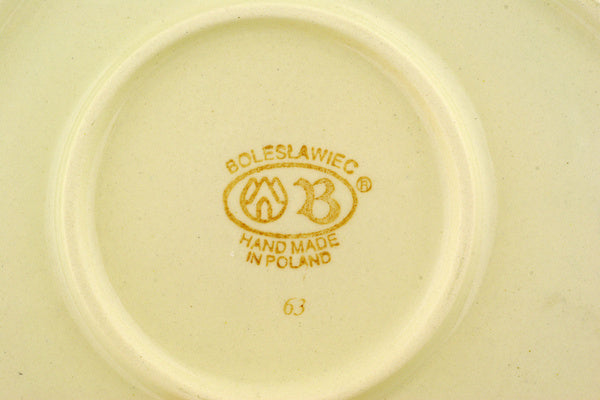 BOLESŁAWIEC
B ®
HAND MADE
IN POLAND
63